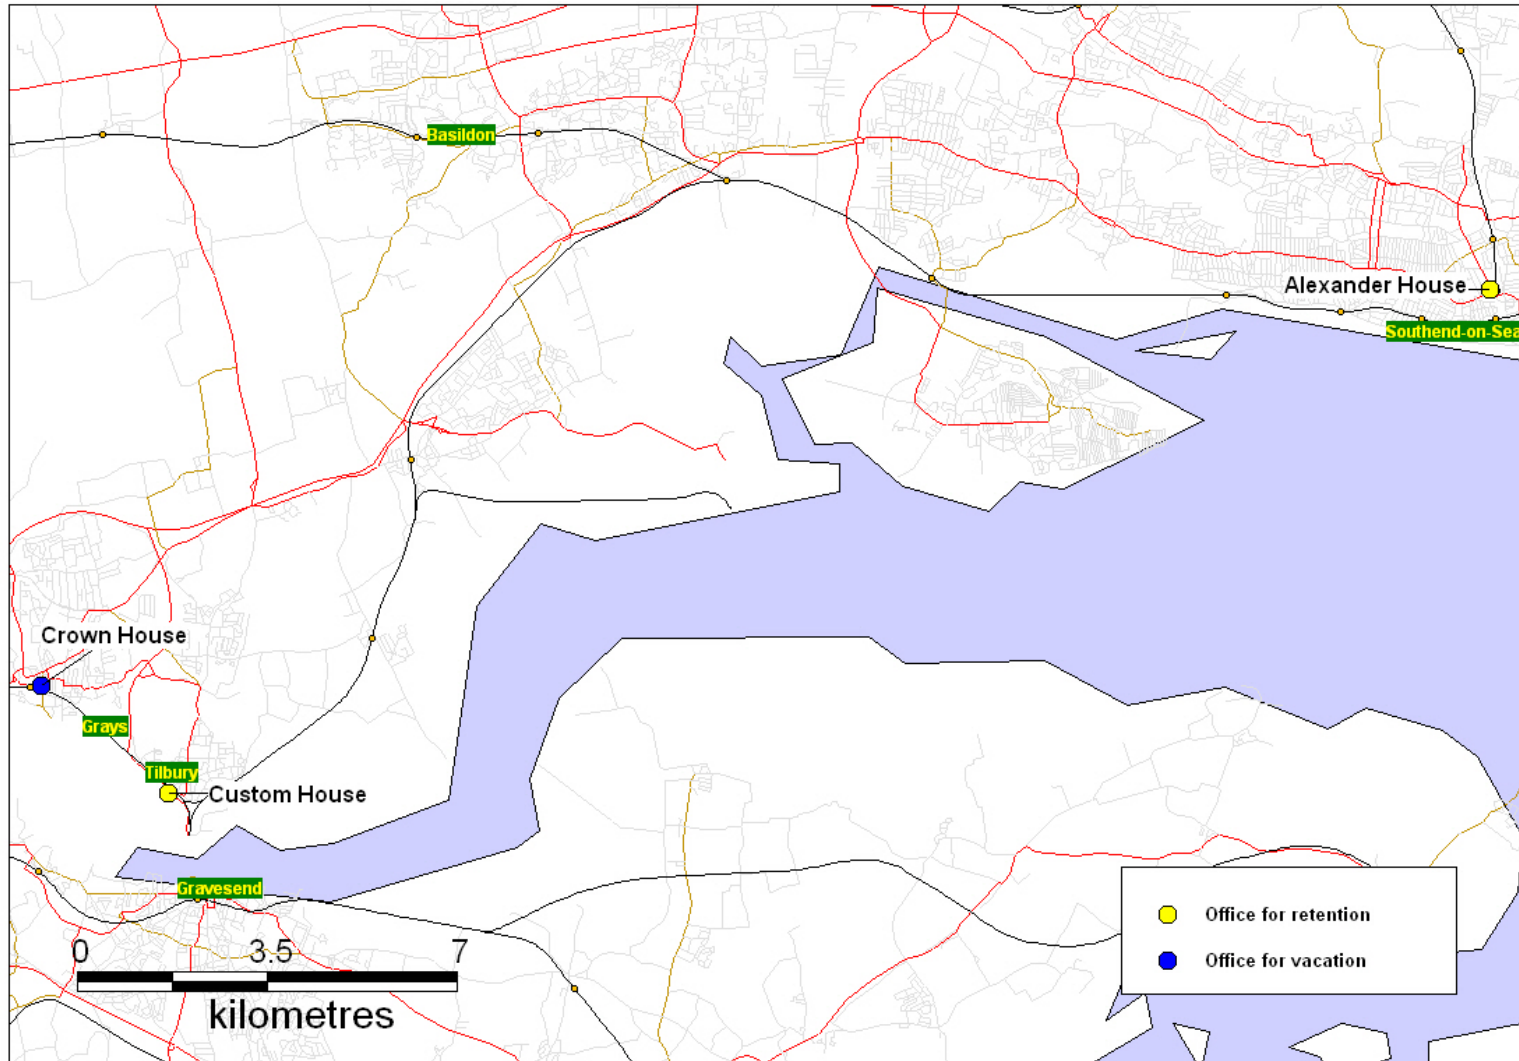 Basildon
Alexander House
Southend-on-Sea
Crown House
Grays
Tilbury
Custom House
Gravesend
0 3.5 7
kilometres
Office for retention
Office for vacation